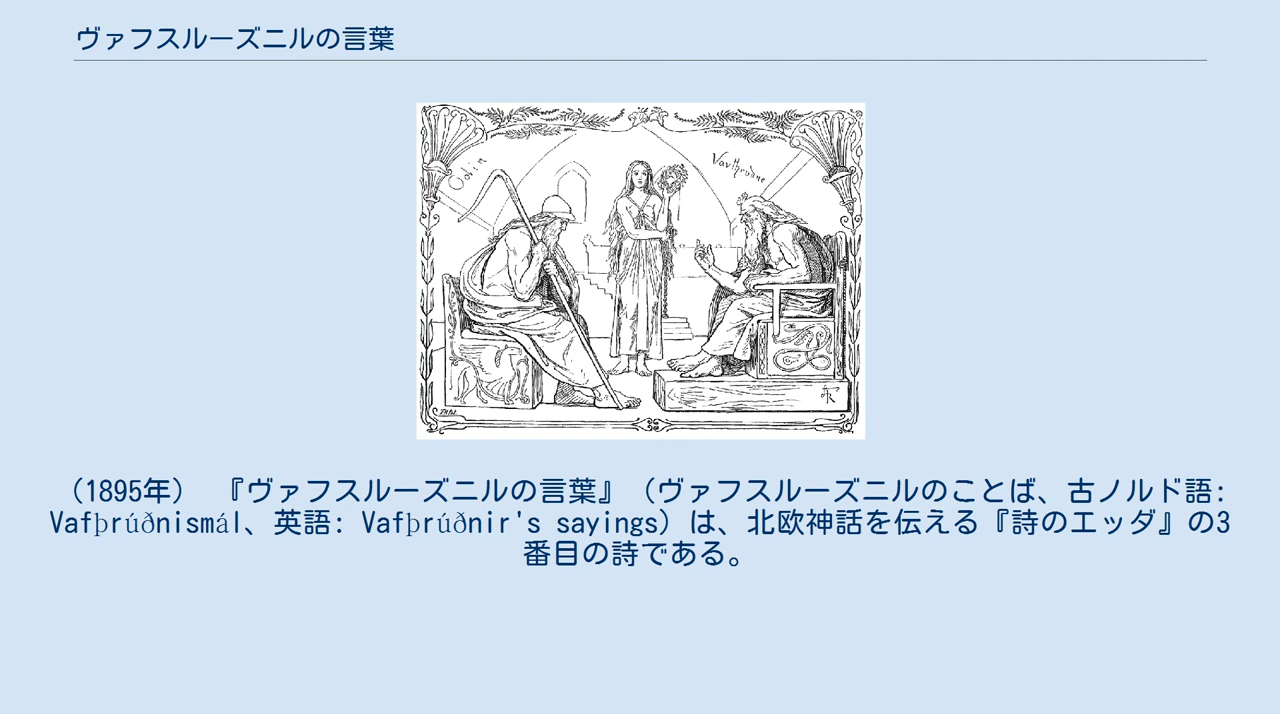 ヴァフスルーズニルの言葉
Odin
Vavthrudne
（1895年）　『ヴァフスルーズニルの言葉』（ヴァフスルーズニルのことば、古ノルド語:
Vafþrúðnismál、英語: Vafþrúðnir's sayings）は、北欧神話を伝える『詩のエッダ』の3
番目の詩である。